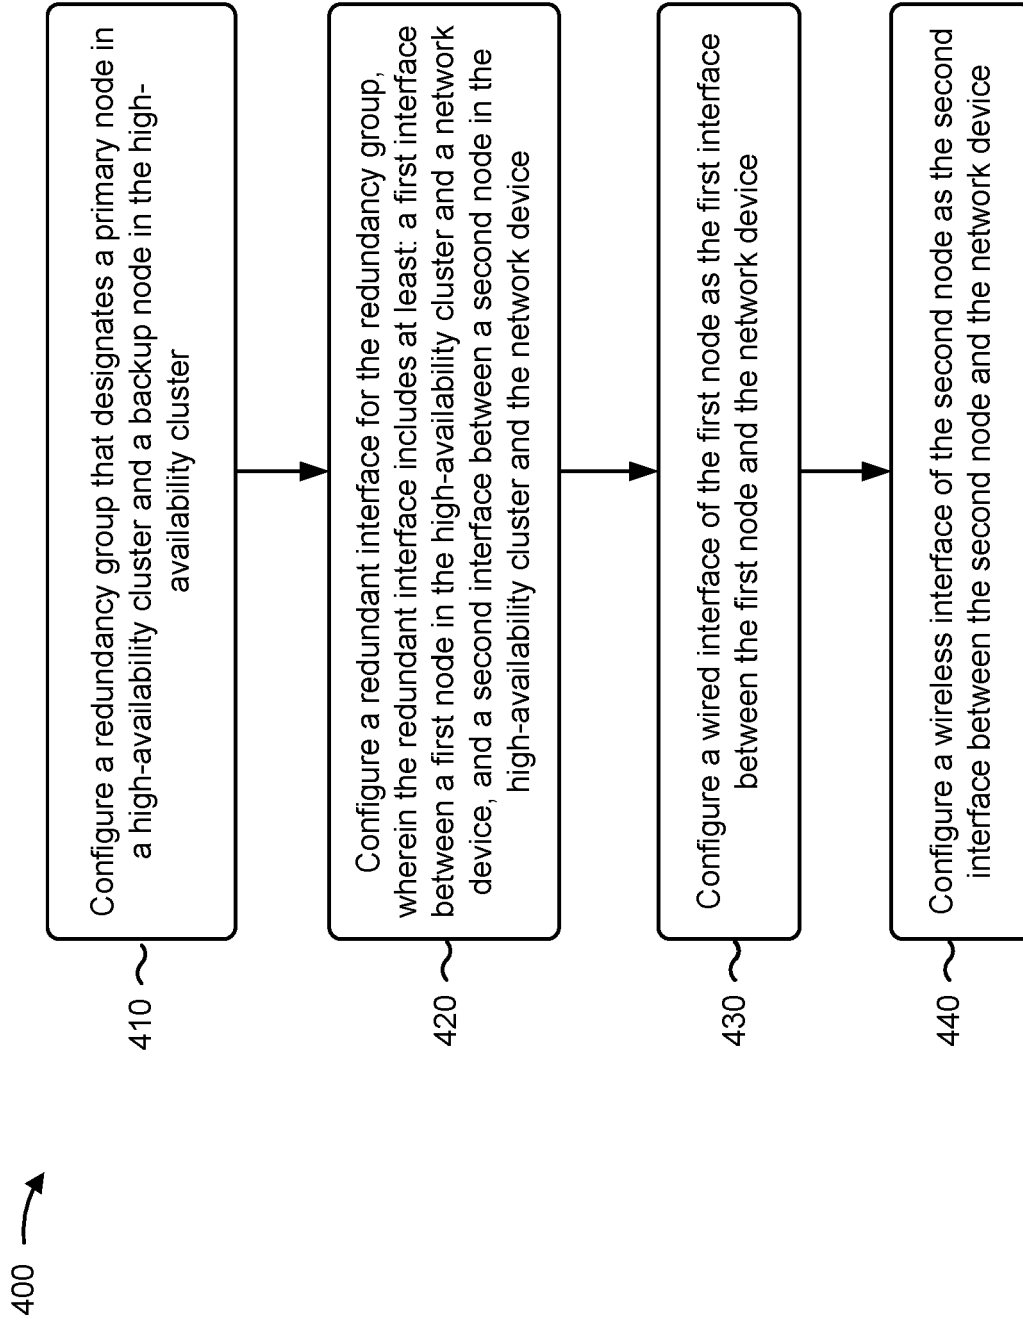 400
410
Configure a redundancy group that designates a primary node in
a high-availability cluster and a backup node in the high-
availability cluster
420
Configure a redundant interface for the redundancy group,
wherein the redundant interface includes at least: a first interface
between a first node in the high-availability cluster and a network
device, and a second interface between a second node in the
high-availability cluster and the network device
430
Configure a wired interface of the first node as the first interface
between the first node and the network device
440
Configure a wireless interface of the second node as the second
interface between the second node and the network device